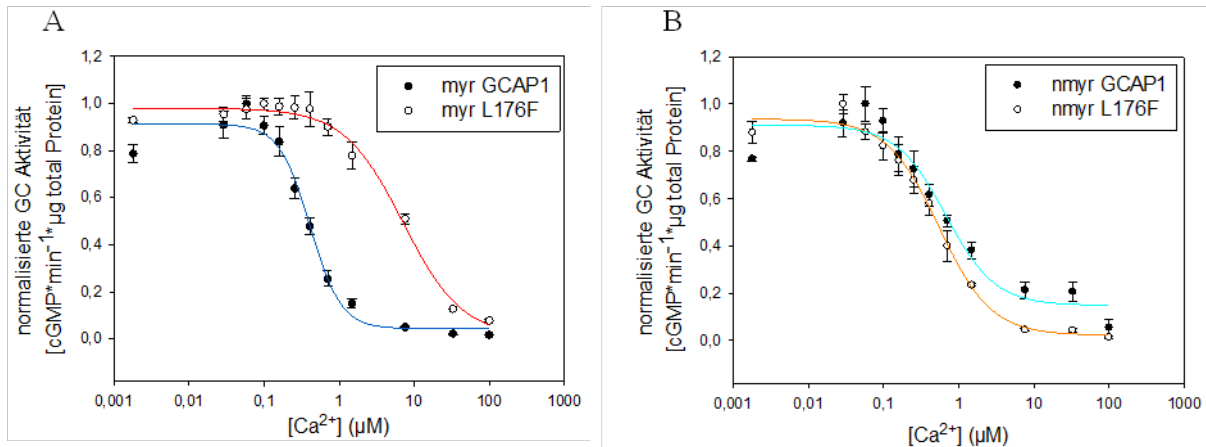 A
normalisierte GC Aktivität
[cGMP*min⁻¹*µg total Protein]
1,2
1,0
0,8
0,6
0,4
0,2
0,0
myr GCAP1
myr L176F
0,001
0,01
0,1
1
10
100
1000
[Ca²⁺] (µM)
B
normalisierte GC Aktivität
[cGMP*min⁻¹*µg total Protein]
1,2
1,0
0,8
0,6
0,4
0,2
0,0
nmyr GCAP1
nmyr L176F
0,001
0,01
0,1
1
10
100
1000
[Ca²⁺] (µM)